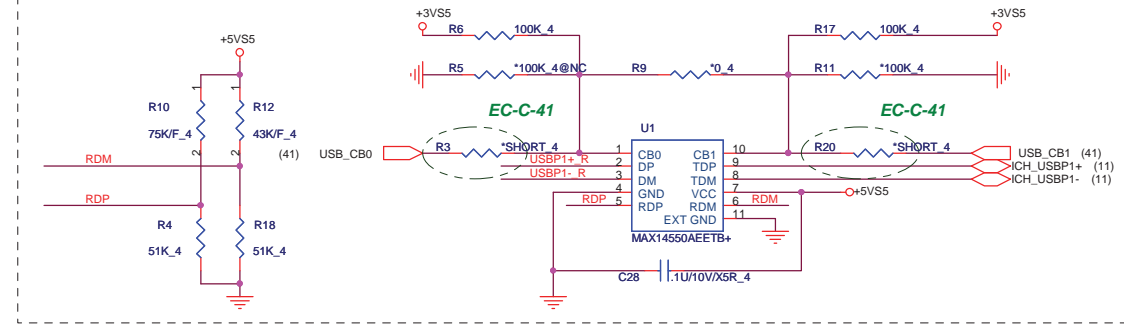 +3VS5
+3VS5
R6 100K_4
R17 100K_4
+5VS5
R5 *100K_4@NC
R9 *0_4
R11 *100K_4
1 1
R10 R12
EC-C-41
EC-C-41
75K/F_4 43K/F_4
U1
2 2 (41)
USB_CB0 R3 *SHORT_4
R20 *SHORT_4 USB_CB1 (41)
1 CB0 CB1 10
RDM
USBP1+_R 2 DP TDP 9 ICH_USBP1+ (11)
USBP1-_R 3 DM TDM 8 ICH_USBP1- (11)
4 GND VCC 7 +5VS5
RDP
RDP 5 RDP RDM 6 RDM
EXT GND 11
R4 R18
MAX14550AEETB+
51K_4 51K_4
C28 .1U/10V/X5R_4